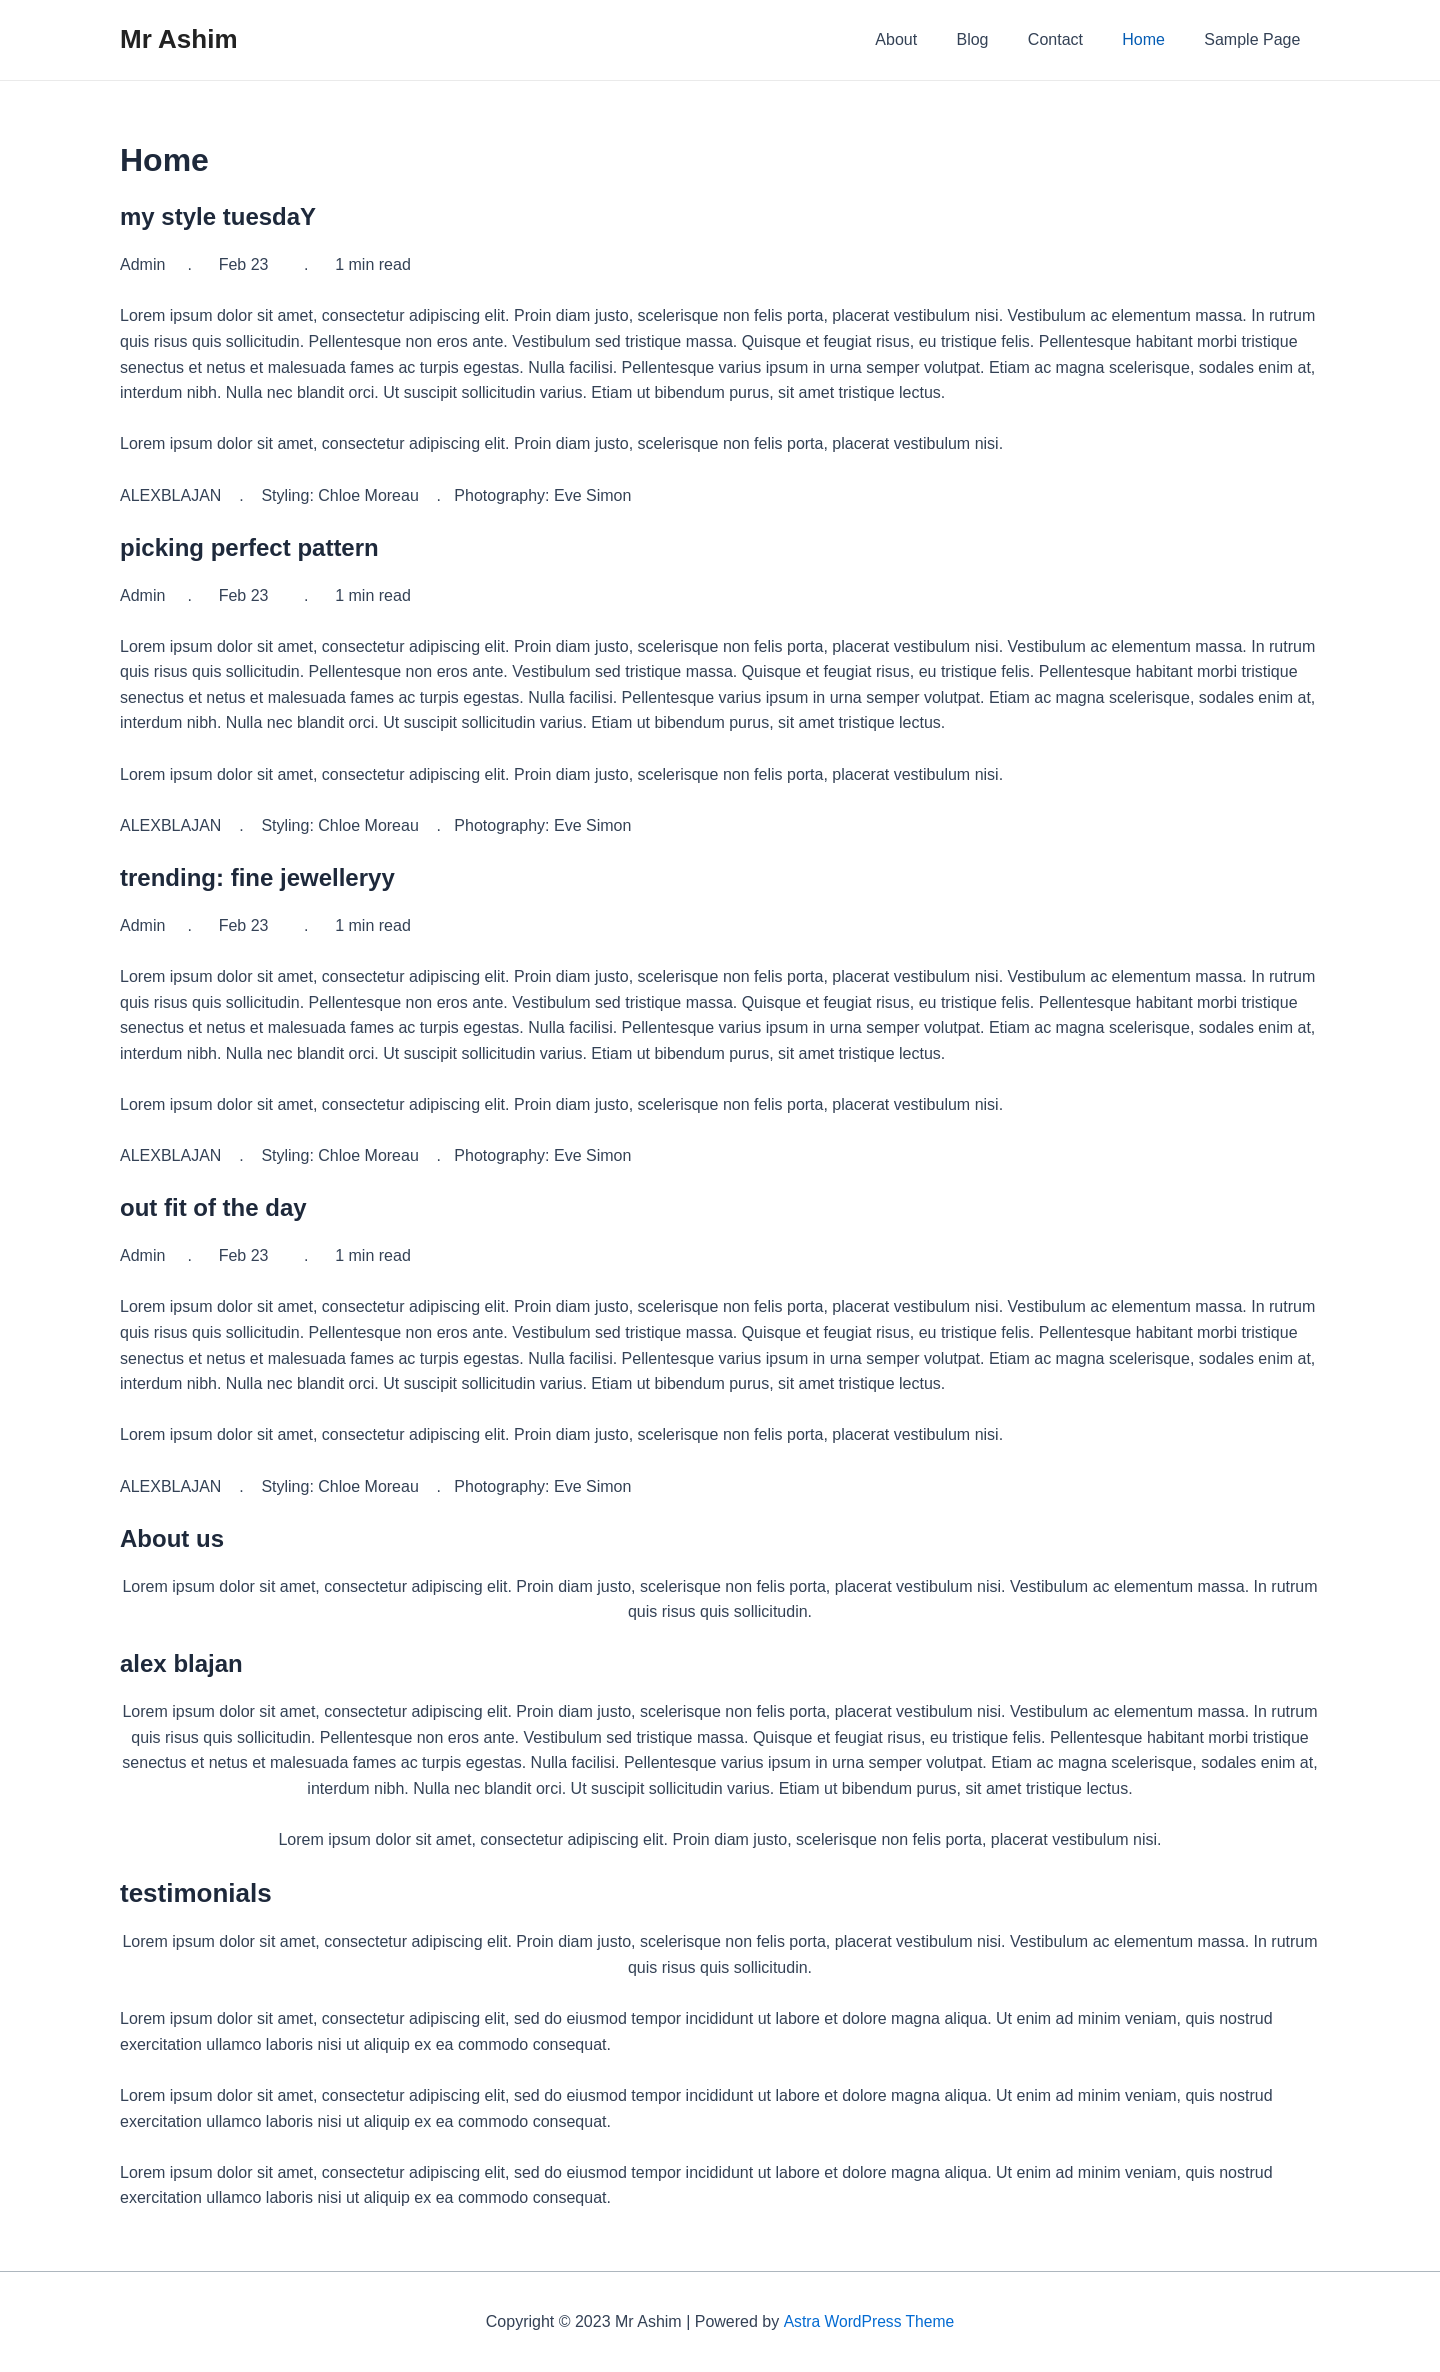 Mr Ashim
About Blog Contact Home Sample Page
Home
my style tuesdaY
Admin . Feb 23 . 1 min read
Lorem ipsum dolor sit amet, consectetur adipiscing elit. Proin diam justo, scelerisque non felis porta, placerat vestibulum nisi. Vestibulum ac elementum massa. In rutrum
quis risus quis sollicitudin. Pellentesque non eros ante. Vestibulum sed tristique massa. Quisque et feugiat risus, eu tristique felis. Pellentesque habitant morbi tristique
senectus et netus et malesuada fames ac turpis egestas. Nulla facilisi. Pellentesque varius ipsum in urna semper volutpat. Etiam ac magna scelerisque, sodales enim at,
interdum nibh. Nulla nec blandit orci. Ut suscipit sollicitudin varius. Etiam ut bibendum purus, sit amet tristique lectus.
Lorem ipsum dolor sit amet, consectetur adipiscing elit. Proin diam justo, scelerisque non felis porta, placerat vestibulum nisi.
ALEXBLAJAN . Styling: Chloe Moreau . Photography: Eve Simon
picking perfect pattern
Admin . Feb 23 . 1 min read
Lorem ipsum dolor sit amet, consectetur adipiscing elit. Proin diam justo, scelerisque non felis porta, placerat vestibulum nisi. Vestibulum ac elementum massa. In rutrum
quis risus quis sollicitudin. Pellentesque non eros ante. Vestibulum sed tristique massa. Quisque et feugiat risus, eu tristique felis. Pellentesque habitant morbi tristique
senectus et netus et malesuada fames ac turpis egestas. Nulla facilisi. Pellentesque varius ipsum in urna semper volutpat. Etiam ac magna scelerisque, sodales enim at,
interdum nibh. Nulla nec blandit orci. Ut suscipit sollicitudin varius. Etiam ut bibendum purus, sit amet tristique lectus.
Lorem ipsum dolor sit amet, consectetur adipiscing elit. Proin diam justo, scelerisque non felis porta, placerat vestibulum nisi.
ALEXBLAJAN . Styling: Chloe Moreau . Photography: Eve Simon
trending: fine jewelleryy
Admin . Feb 23 . 1 min read
Lorem ipsum dolor sit amet, consectetur adipiscing elit. Proin diam justo, scelerisque non felis porta, placerat vestibulum nisi. Vestibulum ac elementum massa. In rutrum
quis risus quis sollicitudin. Pellentesque non eros ante. Vestibulum sed tristique massa. Quisque et feugiat risus, eu tristique felis. Pellentesque habitant morbi tristique
senectus et netus et malesuada fames ac turpis egestas. Nulla facilisi. Pellentesque varius ipsum in urna semper volutpat. Etiam ac magna scelerisque, sodales enim at,
interdum nibh. Nulla nec blandit orci. Ut suscipit sollicitudin varius. Etiam ut bibendum purus, sit amet tristique lectus.
Lorem ipsum dolor sit amet, consectetur adipiscing elit. Proin diam justo, scelerisque non felis porta, placerat vestibulum nisi.
ALEXBLAJAN . Styling: Chloe Moreau . Photography: Eve Simon
out fit of the day
Admin . Feb 23 . 1 min read
Lorem ipsum dolor sit amet, consectetur adipiscing elit. Proin diam justo, scelerisque non felis porta, placerat vestibulum nisi. Vestibulum ac elementum massa. In rutrum
quis risus quis sollicitudin. Pellentesque non eros ante. Vestibulum sed tristique massa. Quisque et feugiat risus, eu tristique felis. Pellentesque habitant morbi tristique
senectus et netus et malesuada fames ac turpis egestas. Nulla facilisi. Pellentesque varius ipsum in urna semper volutpat. Etiam ac magna scelerisque, sodales enim at,
interdum nibh. Nulla nec blandit orci. Ut suscipit sollicitudin varius. Etiam ut bibendum purus, sit amet tristique lectus.
Lorem ipsum dolor sit amet, consectetur adipiscing elit. Proin diam justo, scelerisque non felis porta, placerat vestibulum nisi.
ALEXBLAJAN . Styling: Chloe Moreau . Photography: Eve Simon
About us
Lorem ipsum dolor sit amet, consectetur adipiscing elit. Proin diam justo, scelerisque non felis porta, placerat vestibulum nisi. Vestibulum ac elementum massa. In rutrum
quis risus quis sollicitudin.
alex blajan
Lorem ipsum dolor sit amet, consectetur adipiscing elit. Proin diam justo, scelerisque non felis porta, placerat vestibulum nisi. Vestibulum ac elementum massa. In rutrum
quis risus quis sollicitudin. Pellentesque non eros ante. Vestibulum sed tristique massa. Quisque et feugiat risus, eu tristique felis. Pellentesque habitant morbi tristique
senectus et netus et malesuada fames ac turpis egestas. Nulla facilisi. Pellentesque varius ipsum in urna semper volutpat. Etiam ac magna scelerisque, sodales enim at,
interdum nibh. Nulla nec blandit orci. Ut suscipit sollicitudin varius. Etiam ut bibendum purus, sit amet tristique lectus.
Lorem ipsum dolor sit amet, consectetur adipiscing elit. Proin diam justo, scelerisque non felis porta, placerat vestibulum nisi.
testimonials
Lorem ipsum dolor sit amet, consectetur adipiscing elit. Proin diam justo, scelerisque non felis porta, placerat vestibulum nisi. Vestibulum ac elementum massa. In rutrum
quis risus quis sollicitudin.
Lorem ipsum dolor sit amet, consectetur adipiscing elit, sed do eiusmod tempor incididunt ut labore et dolore magna aliqua. Ut enim ad minim veniam, quis nostrud
exercitation ullamco laboris nisi ut aliquip ex ea commodo consequat.
Lorem ipsum dolor sit amet, consectetur adipiscing elit, sed do eiusmod tempor incididunt ut labore et dolore magna aliqua. Ut enim ad minim veniam, quis nostrud
exercitation ullamco laboris nisi ut aliquip ex ea commodo consequat.
Lorem ipsum dolor sit amet, consectetur adipiscing elit, sed do eiusmod tempor incididunt ut labore et dolore magna aliqua. Ut enim ad minim veniam, quis nostrud
exercitation ullamco laboris nisi ut aliquip ex ea commodo consequat.
Copyright © 2023 Mr Ashim | Powered by Astra WordPress Theme